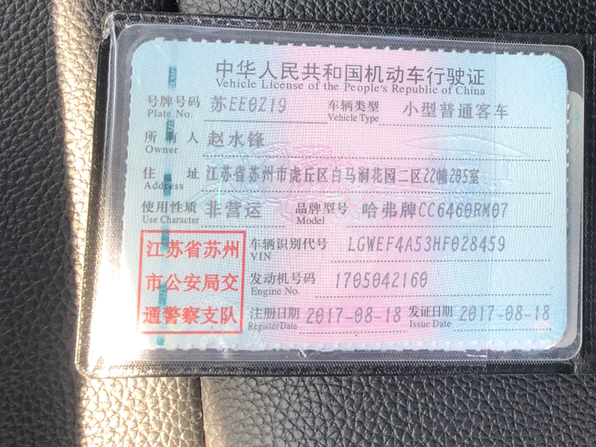 中华人民共和国机动车行驶证
Vehicle License of the People's Republic of China
号牌号码 苏EE0Z19 车辆类型 小型普通客车
Plate No. Vehicle Type
所有人 赵水锋
Owner
住址 江苏省苏州市虎丘区白马涧花园二区22幢205室
Address
使用性质 非营运 品牌型号 哈弗牌CC6460RM07
Use Character Model
江苏省苏州
市公安局交
通警察支队
车辆识别代号 LGWEF4A53HF028459
VIN
发动机号码 1705042160
Engine No.
注册日期 2017-08-18 发证日期 2017-08-18
Register Date Issue Date